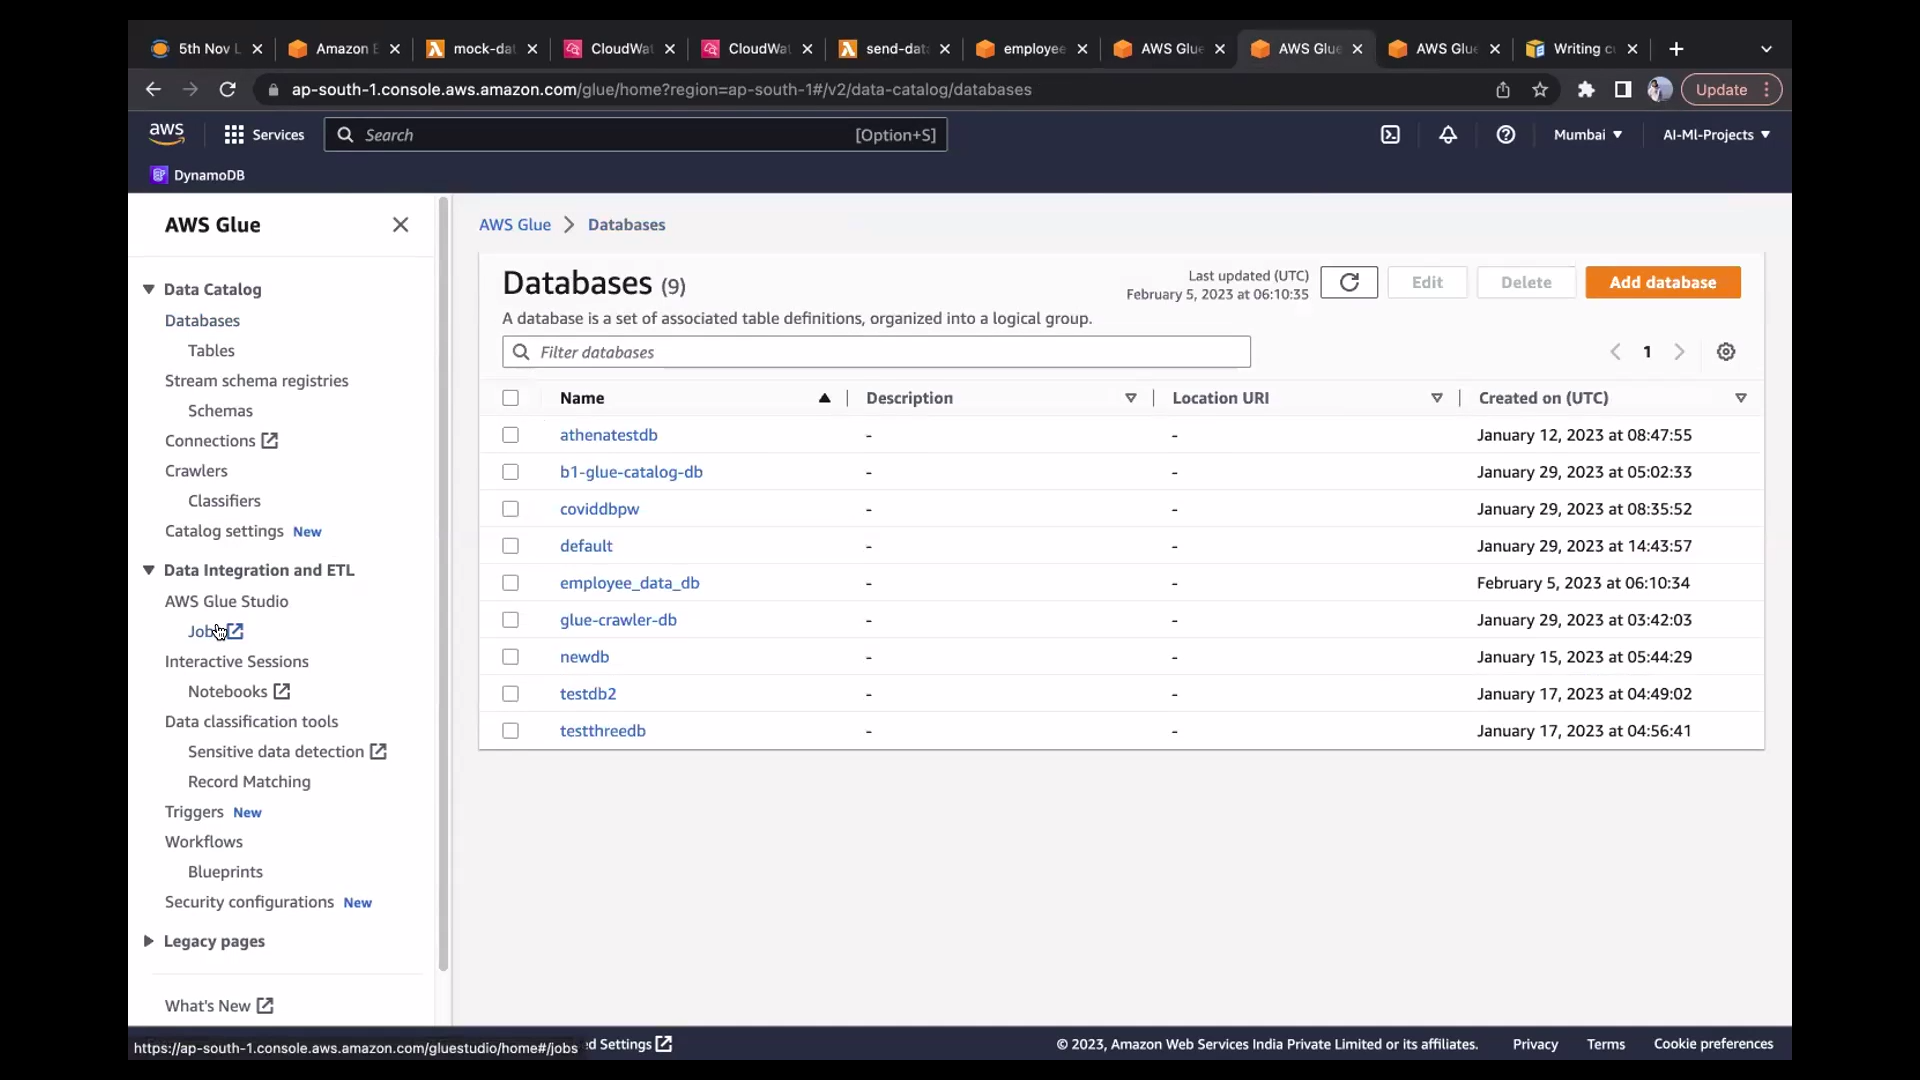 5th Nov L
Amazon E
mock-dat
CloudWat
CloudWat
send-data
employee
AWS Glue
AWS Glue
AWS Glue
Writing cu
ap-south-1.console.aws.amazon.com/glue/home?region=ap-south-1#/v2/data-catalog/databases
Update
aws
Services
Search
[Option+S]
Mumbai
AI-Ml-Projects
DynamoDB
AWS Glue
Data Catalog
Databases
Tables
Stream schema registries
Schemas
Connections
Crawlers
Classifiers
Catalog settings New
Data Integration and ETL
AWS Glue Studio
Jobs
Interactive Sessions
Notebooks
Data classification tools
Sensitive data detection
Record Matching
Triggers New
Workflows
Blueprints
Security configurations New
Legacy pages
What's New
AWS Glue > Databases
Databases (9)
Last updated (UTC)
February 5, 2023 at 06:10:35
Edit
Delete
Add database
A database is a set of associated table definitions, organized into a logical group.
Filter databases
1
Name Description Location URI Created on (UTC)
athenatestdb - - January 12, 2023 at 08:47:55
b1-glue-catalog-db - - January 29, 2023 at 05:02:33
coviddbpw - - January 29, 2023 at 08:35:52
default - - January 29, 2023 at 14:43:57
employee_data_db - - February 5, 2023 at 06:10:34
glue-crawler-db - - January 29, 2023 at 03:42:03
newdb - - January 15, 2023 at 05:44:29
testdb2 - - January 17, 2023 at 04:49:02
testthreedb - - January 17, 2023 at 04:56:41
https://ap-south-1.console.aws.amazon.com/gluestudio/home#/jobs
ed Settings
© 2023, Amazon Web Services India Private Limited or its affiliates.
Privacy
Terms
Cookie preferences